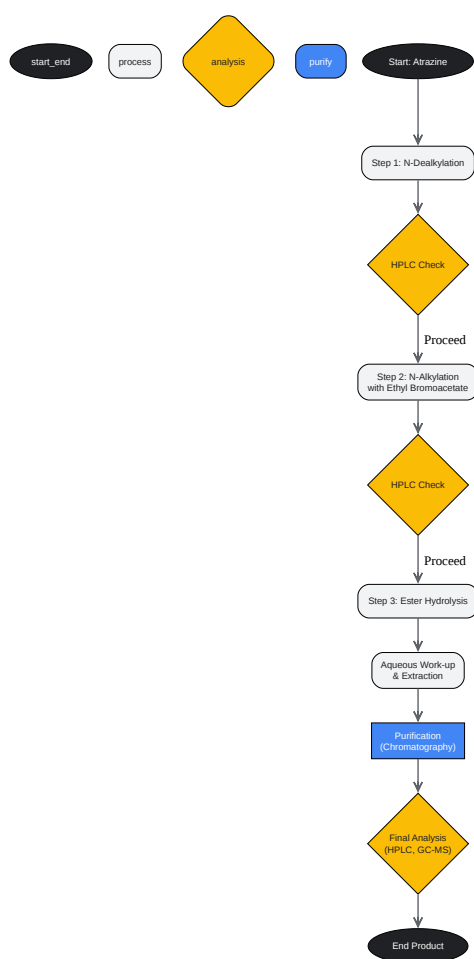 start_end
process
analysis
purify
Start: Atrazine
Step 1: N-Dealkylation
HPLC Check
Proceed
Step 2: N-Alkylation
with Ethyl Bromoacetate
HPLC Check
Proceed
Step 3: Ester Hydrolysis
Aqueous Work-up
& Extraction
Purification
(Chromatography)
Final Analysis
(HPLC, GC-MS)
End Product